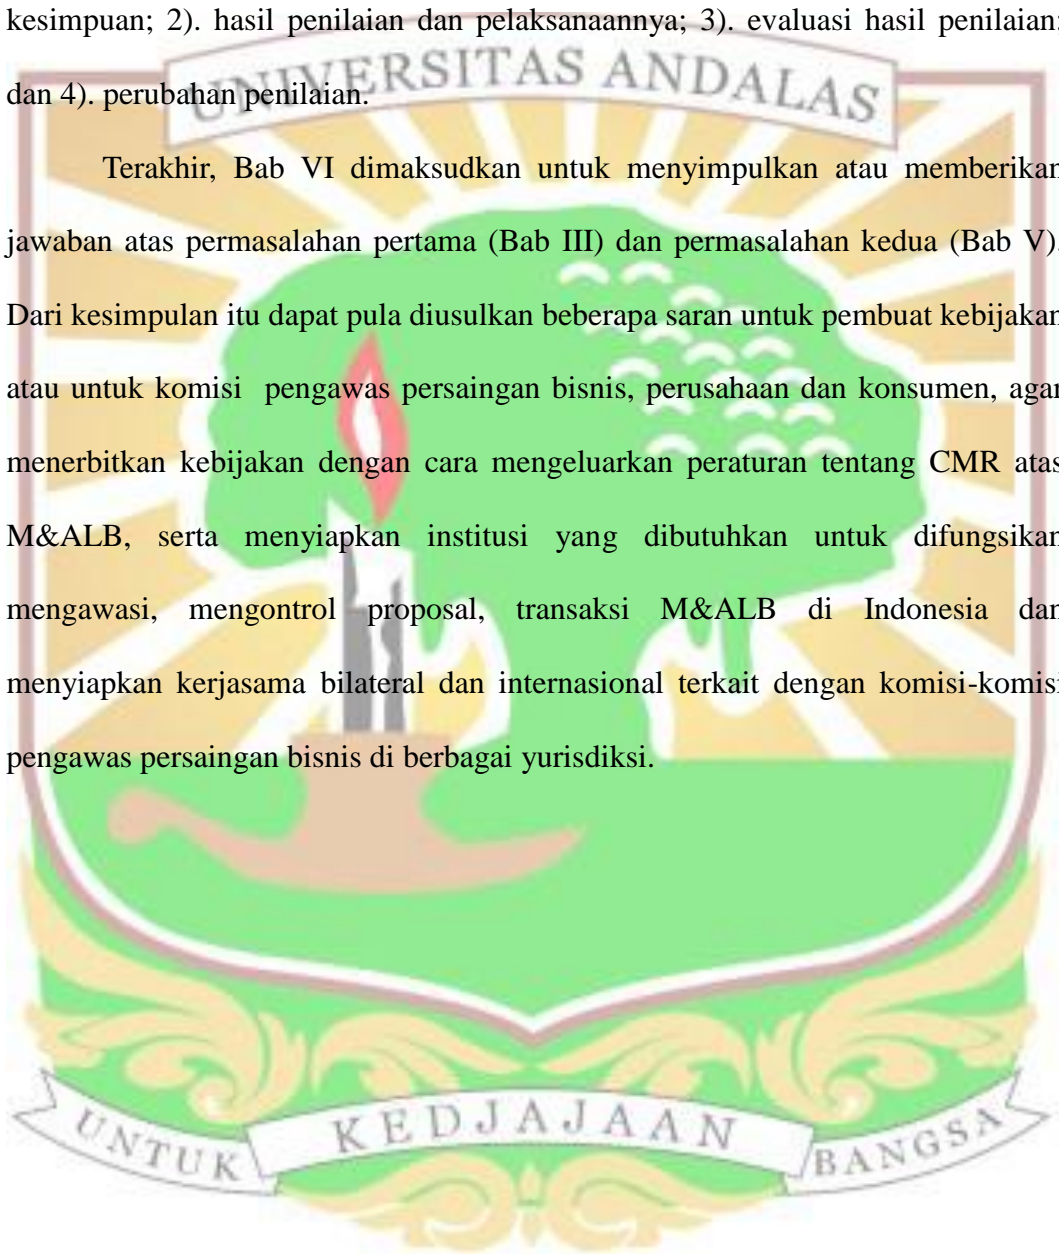 kesimpuan; 2). hasil penilaian dan pelaksanaannya; 3). evaluasi hasil penilaian;
UNIVERSITAS ANDALAS
dan 4). perubahan penilaian.
Terakhir, Bab VI dimaksudkan untuk menyimpulkan atau memberikan
jawaban atas permasalahan pertama (Bab III) dan permasalahan kedua (Bab V).
Dari kesimpulan itu dapat pula diusulkan beberapa saran untuk pembuat kebijakan
atau untuk komisi pengawas persaingan bisnis, perusahaan dan konsumen, agar
menerbitkan kebijakan dengan cara mengeluarkan peraturan tentang CMR atas
M&ALB, serta menyiapkan institusi yang dibutuhkan untuk difungsikan
mengawasi, mengontrol proposal, transaksi M&ALB di Indonesia dan
menyiapkan kerjasama bilateral dan internasional terkait dengan komisi-komisi
pengawas persaingan bisnis di berbagai yurisdiksi.
UNTUK KEDJAJAAN BANGSA